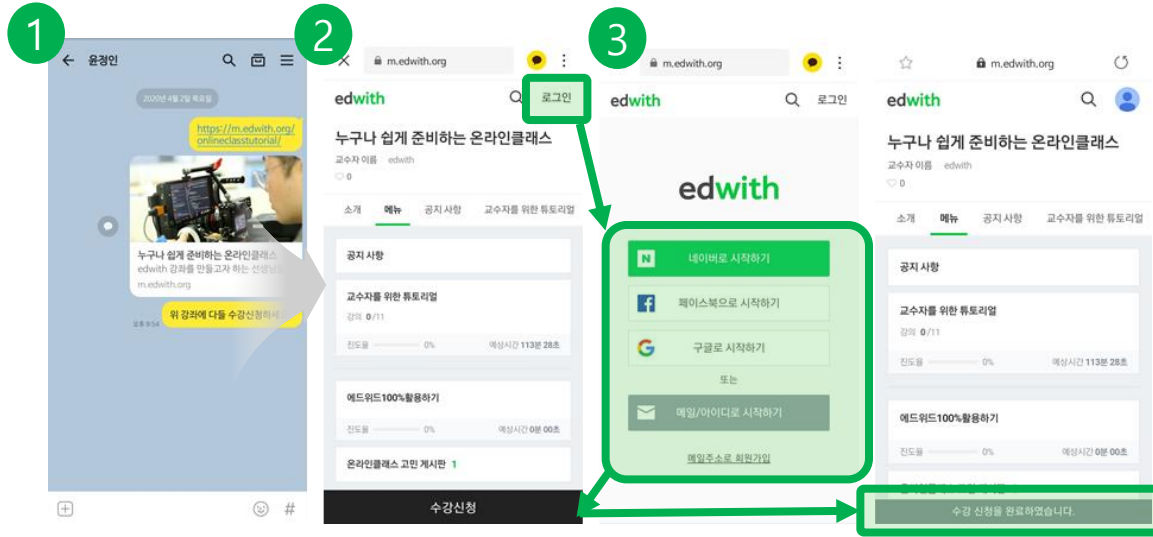 1
윤정인
2020년 4월 2일 목요일
https://m.edwith.org/
onlineclasstutorial/
누구나 쉽게 준비하는 온라인클래스
edwith 강좌를 만들고자 하는 선생님
m.edwith.org
위 강좌에 다들 수강신청하세
오후 9:54
#
2
m.edwith.org
edwith
로그인
누구나 쉽게 준비하는 온라인클래스
교수자 이름 edwith
0
소개 메뉴 공지 사항 교수자를 위한 튜토리얼
공지 사항
교수자를 위한 튜토리얼
강의 0/11
진도율 0% 예상시간 113분 28초
에드위드100%활용하기
진도율 0% 예상시간 0분 00초
온라인클래스 고민 게시판 1
수강신청
3
m.edwith.org
edwith
로그인
edwith
N 네이버로 시작하기
f 페이스북으로 시작하기
G 구글로 시작하기
또는
메일/아이디로 시작하기
메일주소로 회원가입
m.edwith.org
edwith
누구나 쉽게 준비하는 온라인클래스
교수자 이름 edwith
0
소개 메뉴 공지 사항 교수자를 위한 튜토리얼
공지 사항
교수자를 위한 튜토리얼
강의 0/11
진도율 0% 예상시간 113분 28초
에드위드100%활용하기
진도율 0% 예상시간 0분 00초
수강 신청을 완료하였습니다.